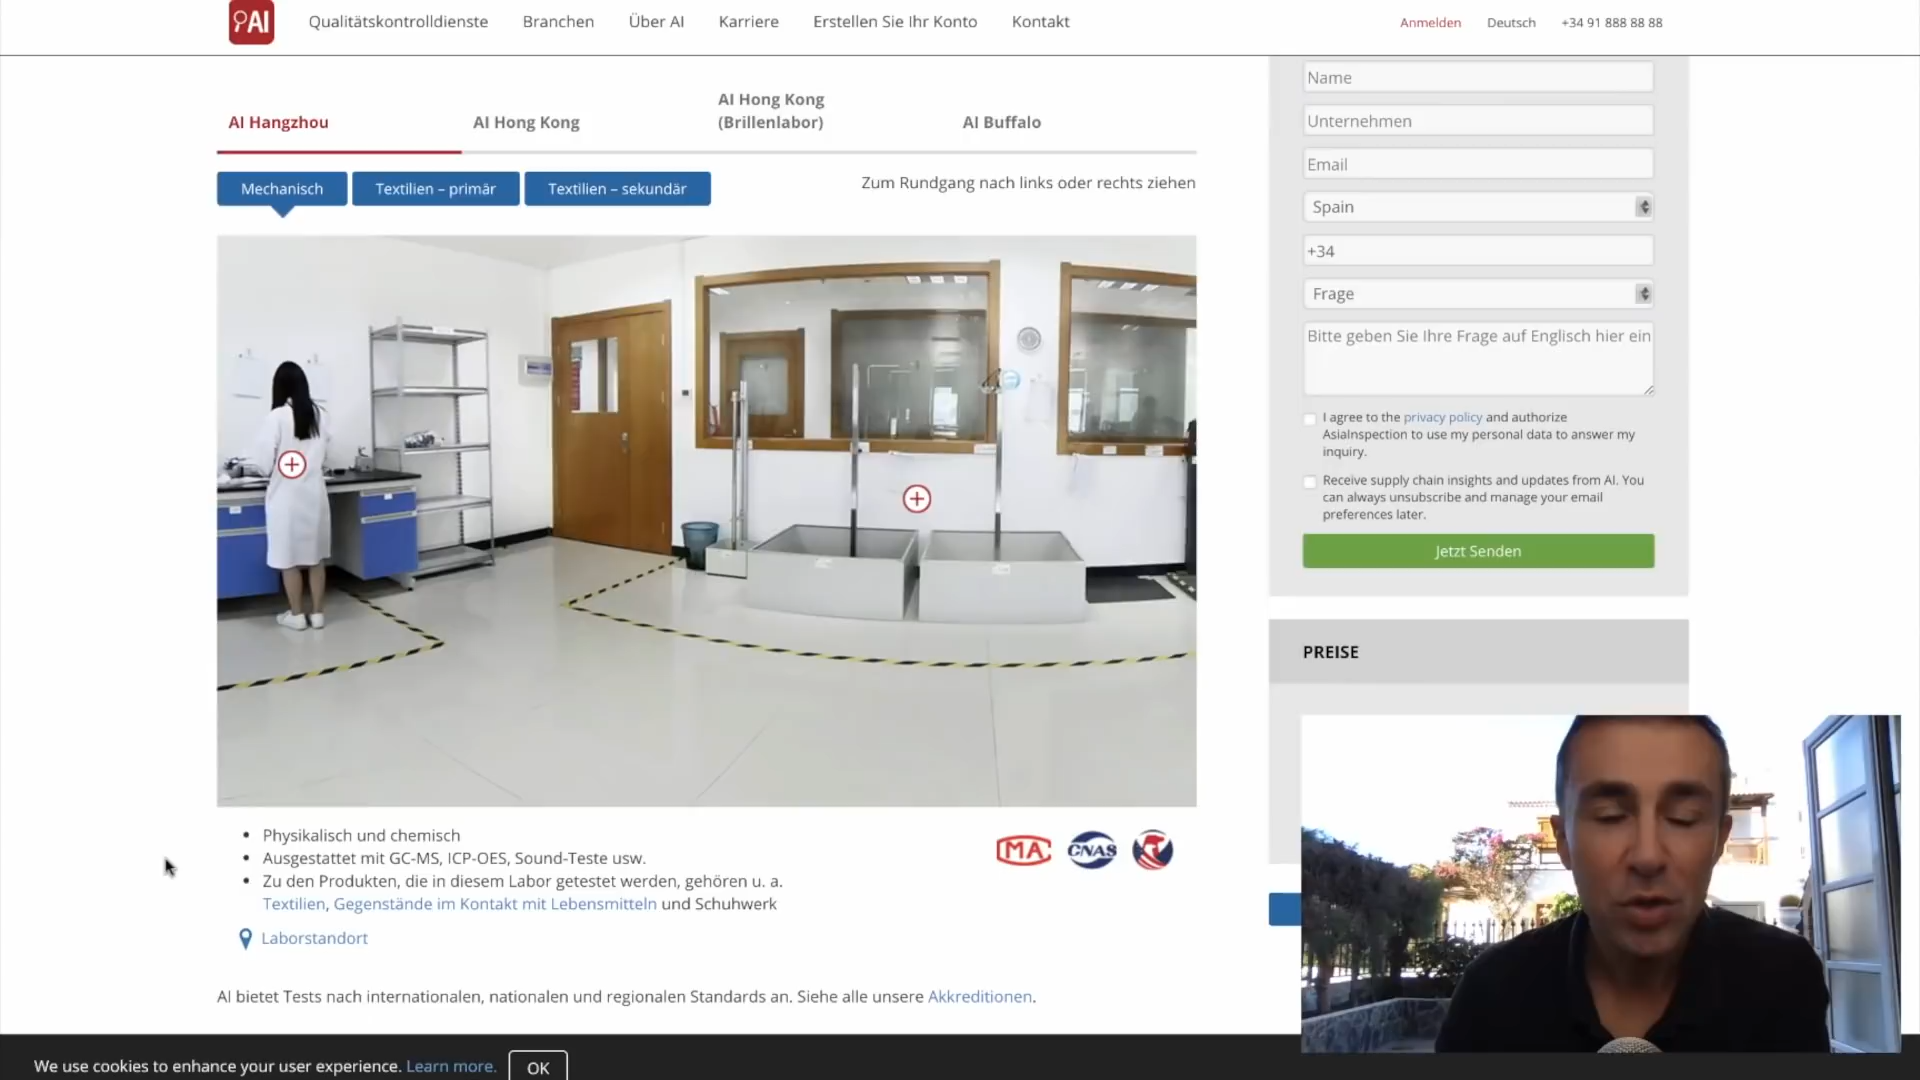 AI
Qualitätskontrolldienste
Branchen
Über AI
Karriere
Erstellen Sie Ihr Konto
Kontakt
Anmelden
Deutsch
+34 91 888 88 88
AI Hangzhou
AI Hong Kong
AI Hong Kong
(Brillenlabor)
AI Buffalo
Mechanisch
Textilien – primär
Textilien – sekundär
Zum Rundgang nach links oder rechts ziehen
Physikalisch und chemisch
Ausgestattet mit GC-MS, ICP-OES, Sound-Teste usw.
Zu den Produkten, die in diesem Labor getestet werden, gehören u. a.
Textilien, Gegenstände im Kontakt mit Lebensmitteln und Schuhwerk
MA
CNAS
Laborstandort
AI bietet Tests nach internationalen, nationalen und regionalen Standards an. Siehe alle unsere Akkreditionen.
Name
Unternehmen
Email
Spain
+34
Frage
Bitte geben Sie Ihre Frage auf Englisch hier ein
I agree to the privacy policy and authorize
AsiaInspection to use my personal data to answer my
inquiry.
Receive supply chain insights and updates from AI. You
can always unsubscribe and manage your email
preferences later.
Jetzt Senden
PREISE
We use cookies to enhance your user experience. Learn more.
OK